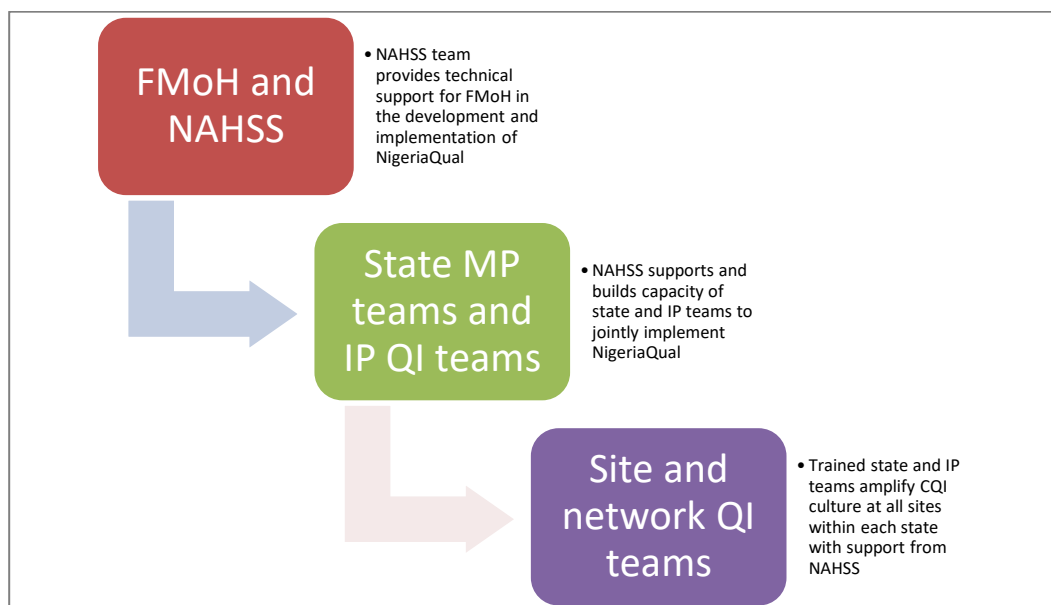 FMoH and
NAHSS
• NAHSS team
provides technical
support for FMoH in
the development and
implementation of
NigeriaQual
State MP
teams and
IP QI teams
• NAHSS supports and
builds capacity of
state and IP teams to
jointly implement
NigeriaQual
Site and
network QI
teams
• Trained state and IP
teams amplify CQI
culture at all sites
within each state
with support from
NAHSS